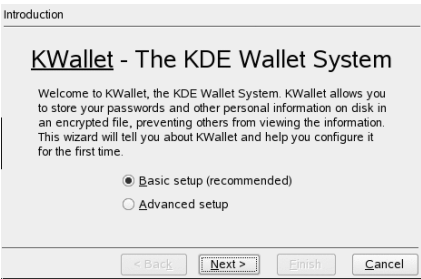 Introduction
KWallet - The KDE Wallet System
Welcome to KWallet, the KDE Wallet System. KWallet allows you
to store your passwords and other personal information on disk in
an encrypted file, preventing others from viewing the information.
This wizard will tell you about KWallet and help you configure it
for the first time.
Basic setup (recommended)
Advanced setup
< Back Next > Finish Cancel